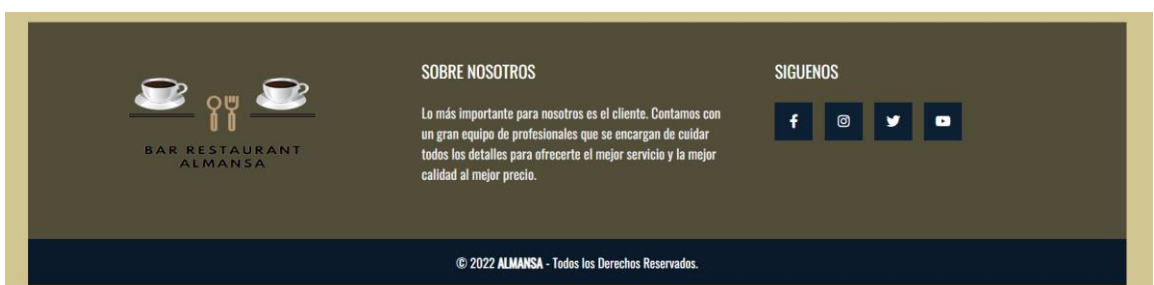 BAR RESTAURANT
ALMANSA
SOBRE NOSOTROS
Lo más importante para nosotros es el cliente. Contamos con
un gran equipo de profesionales que se encargan de cuidar
todos los detalles para ofrecerte el mejor servicio y la mejor
calidad al mejor precio.
SIGUENOS
© 2022 ALMANSA - Todos los Derechos Reservados.